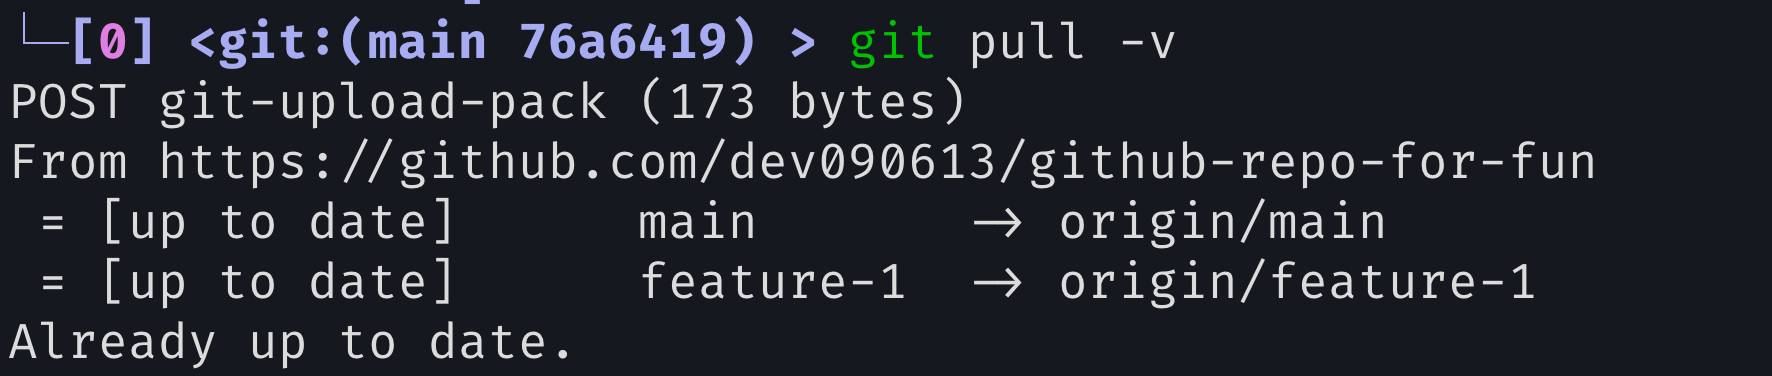 └─[0] <git:(main 76a6419) > git pull -v
POST git-upload-pack (173 bytes)
From https://github.com/dev090613/github-repo-for-fun
 = [up to date]      main       -> origin/main
 = [up to date]      feature-1  -> origin/feature-1
Already up to date.